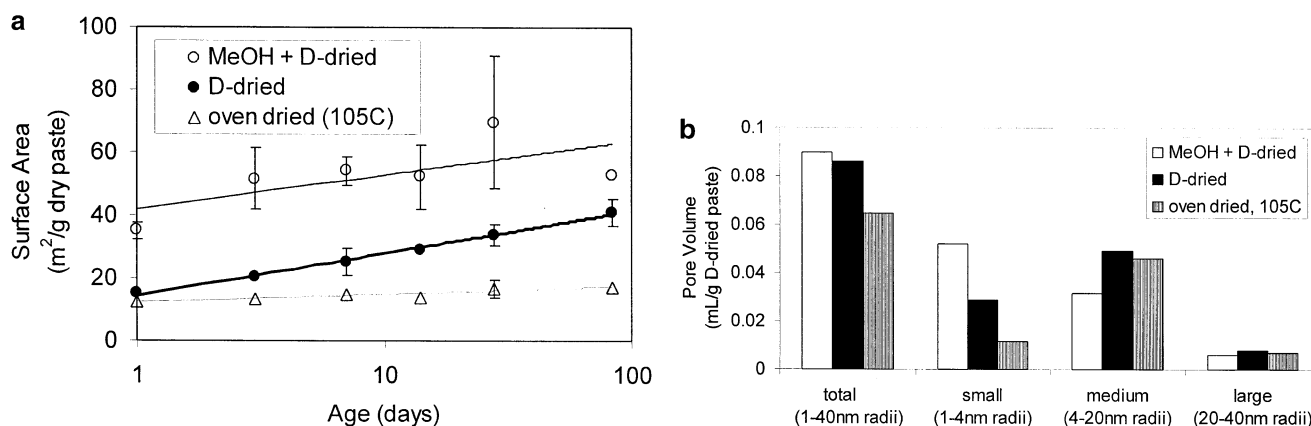 a
100
80
60
40
20
0
Surface Area
(m²/g dry paste)
MeOH + D-dried
D-dried
oven dried (105C)
1
10
100
Age (days)
b
0.1
0.08
0.06
0.04
0.02
0
Pore Volume
(mL/g D-dried paste)
MeOH + D-dried
D-dried
oven dried, 105C
total
(1-40nm radii)
small
(1-4nm radii)
medium
(4-20nm radii)
large
(20-40nm radii)